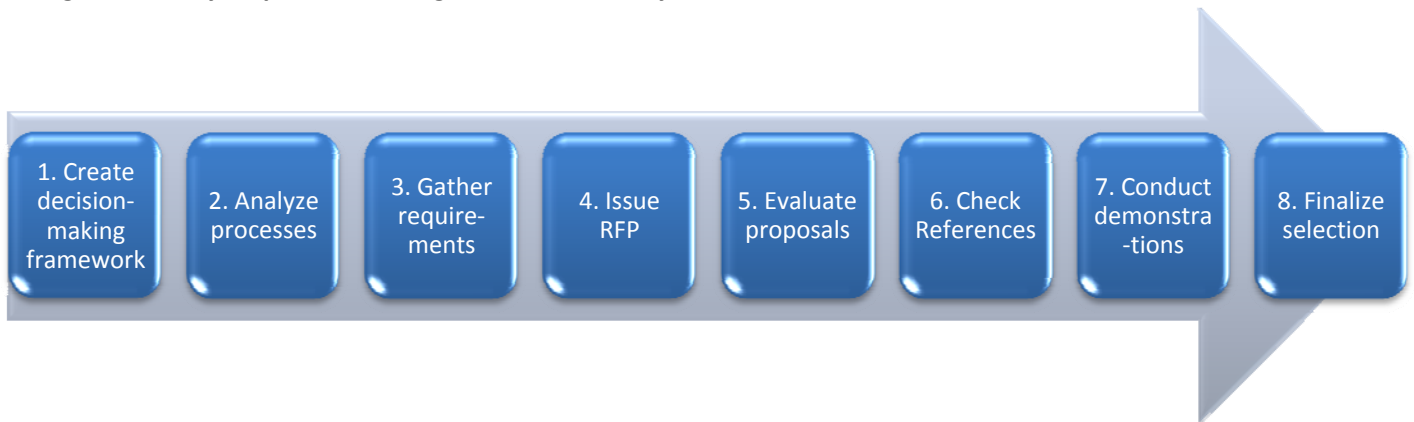 1. Create
decision-
making
framework
2. Analyze
processes
3. Gather
require-
ments
4. Issue
RFP
5. Evaluate
proposals
6. Check
References
7. Conduct
demonstra
-tions
8. Finalize
selection